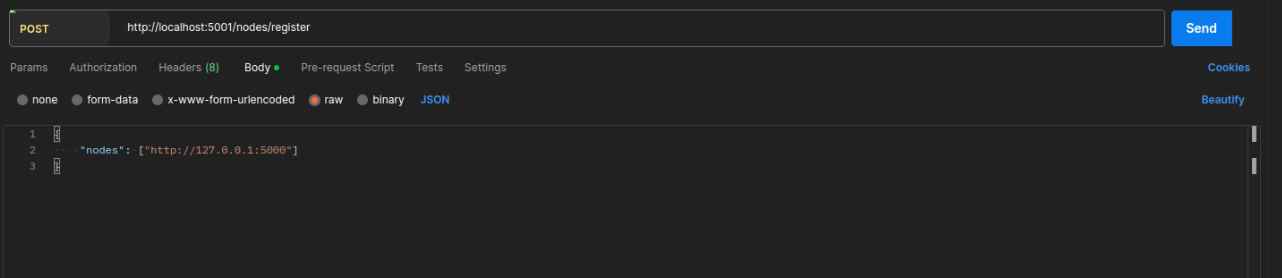 POST http://localhost:5001/nodes/register Send
Params Authorization Headers (8) Body Pre-request Script Tests Settings Cookies
none form-data x-www-form-urlencoded raw binary JSON Beautify
1 {
2 ····"nodes":·["http://127.0.0.1:5000"]
3 }